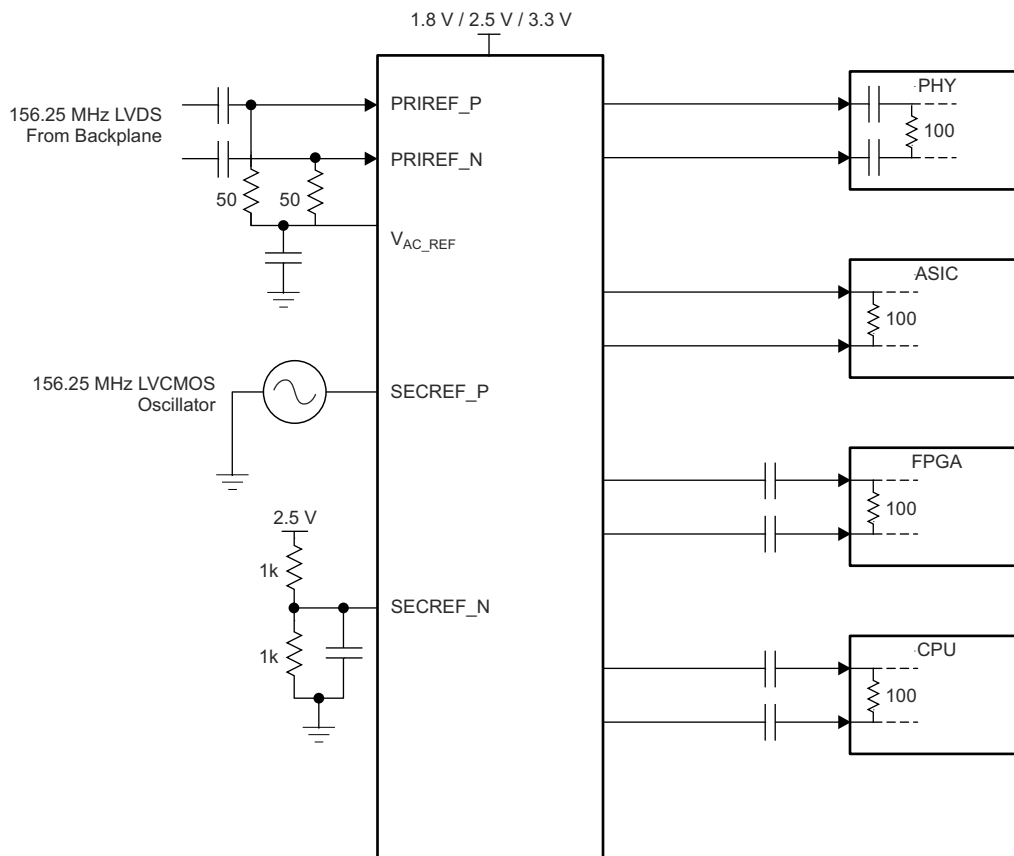 1.8 V / 2.5 V / 3.3 V
156.25 MHz LVDS
From Backplane
PRIREF_P
PRIREF_N
50
50
VAC_REF
156.25 MHz LVCMOS
Oscillator
SECREF_P
2.5 V
1k
1k
SECREF_N
PHY
100
ASIC
100
FPGA
100
CPU
100